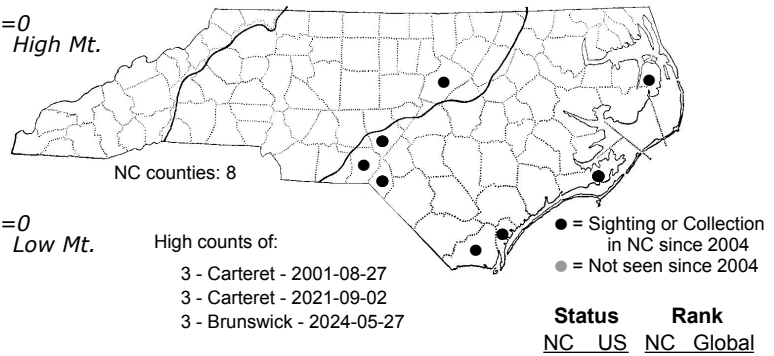 =0
High Mt.
NC counties: 8
=0
Low Mt.
High counts of:
3 - Carteret - 2001-08-27
3 - Carteret - 2021-09-02
3 - Brunswick - 2024-05-27
● = Sighting or Collection
in NC since 2004
● = Not seen since 2004
Status Rank
NC US NC Global